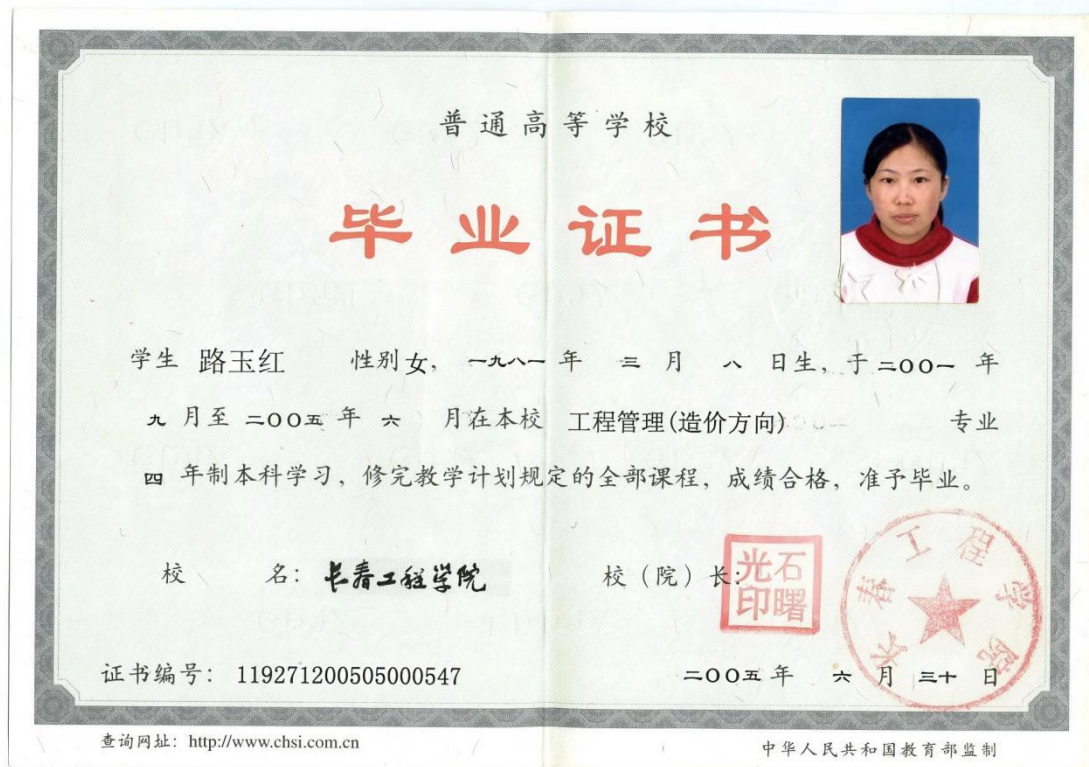 普通高等学校
毕业证书
学生 路玉红 性别女, 一九八一 年 三 月 八 日生, 于 二〇〇一 年
九 月至 二〇〇五 年 六 月在本校 工程管理(造价方向) 专业
四 年制本科学习, 修完教学计划规定的全部课程, 成绩合格, 准予毕业。
校 名: 长春工程学院
校（院）长:
石曙光印
长春工程学院
证书编号: 119271200505000547
二〇〇五 年 六 月 三十 日
查询网址: http://www.chsi.com.cn
中华人民共和国教育部监制